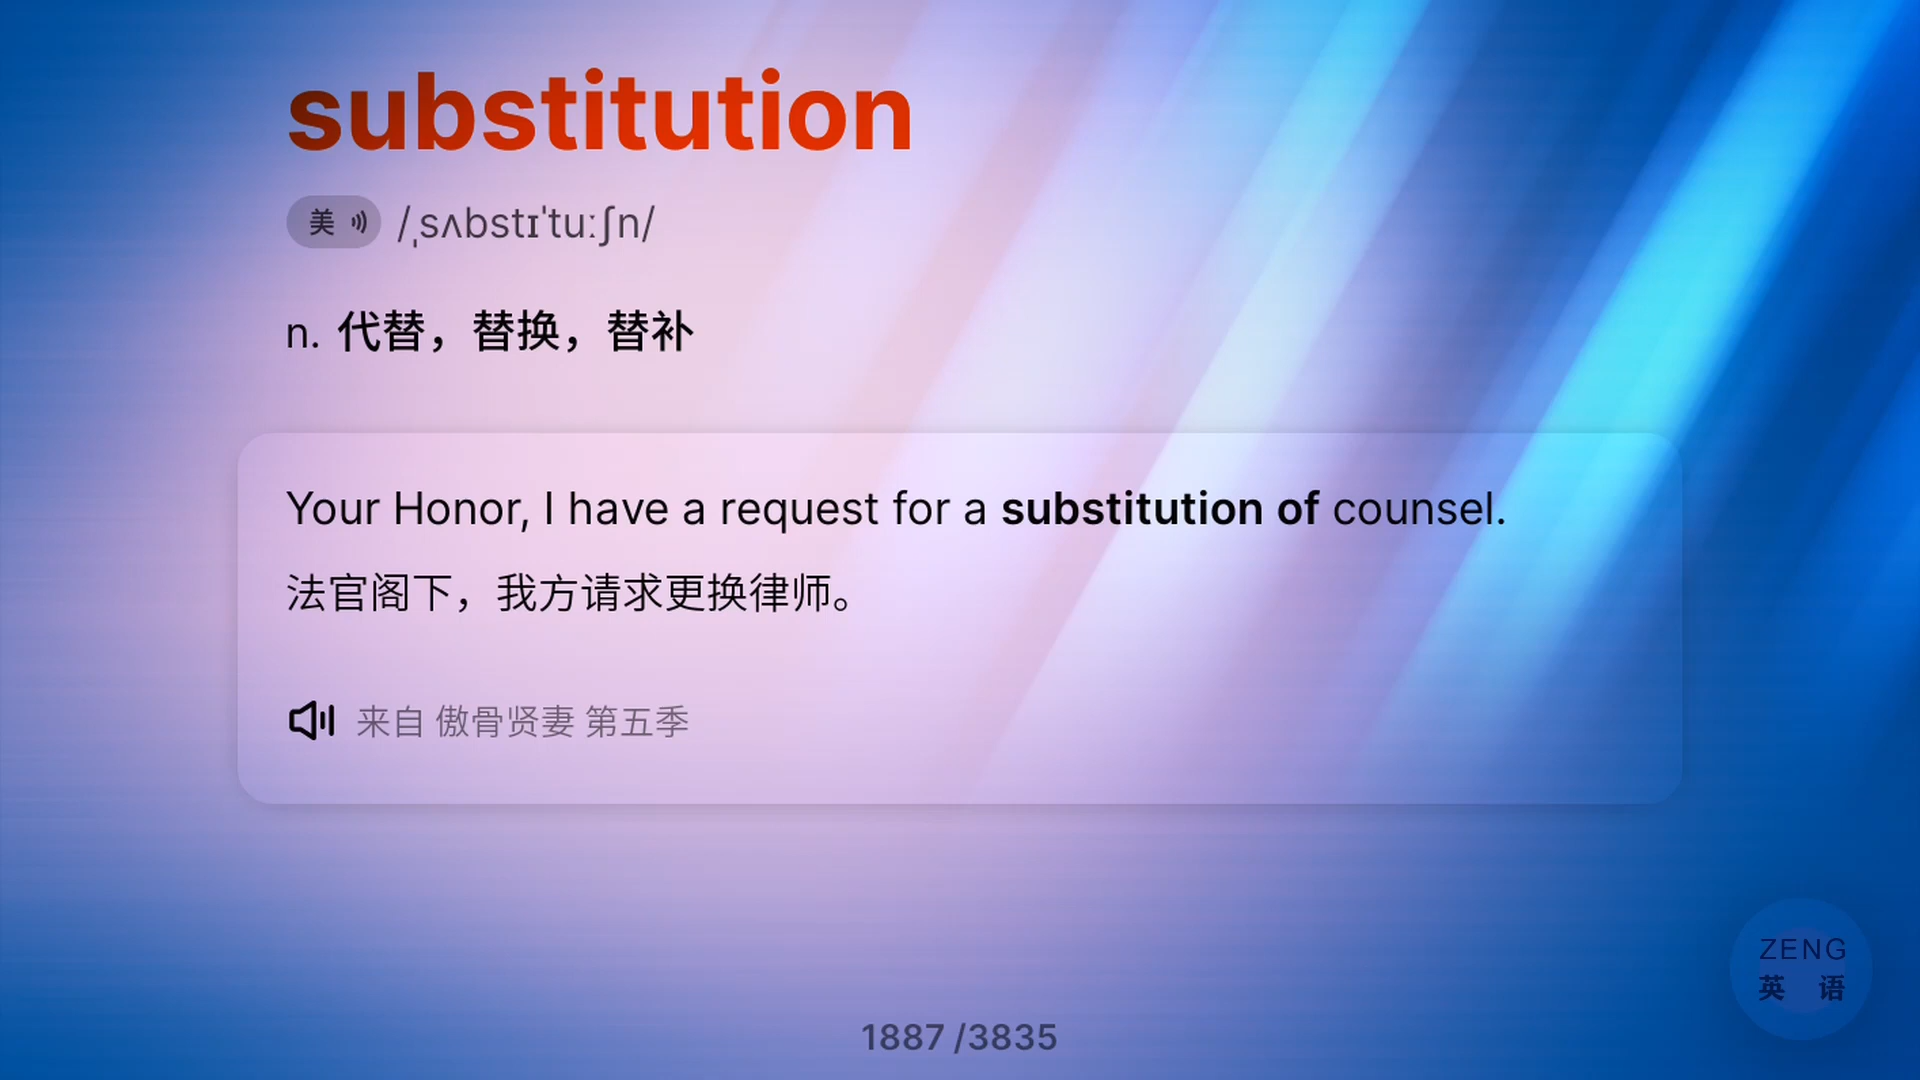 substitution
美 /ˌsʌbstɪˈtuːʃn/
n. 代替，替换，替补
Your Honor, I have a request for a substitution of counsel.
法官阁下，我方请求更换律师。
来自 傲骨贤妻 第五季
ZENG
英 语
1887 /3835